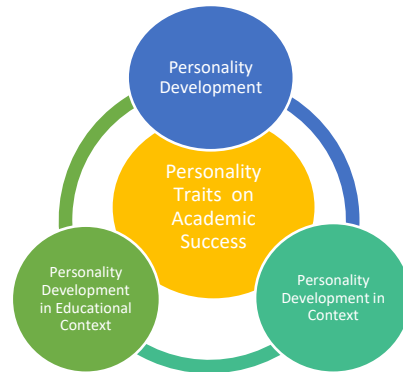 Personality
Development
Personality
Traits on
Academic
Success
Personality
Development
in Educational
Context
Personality
Development in
Context